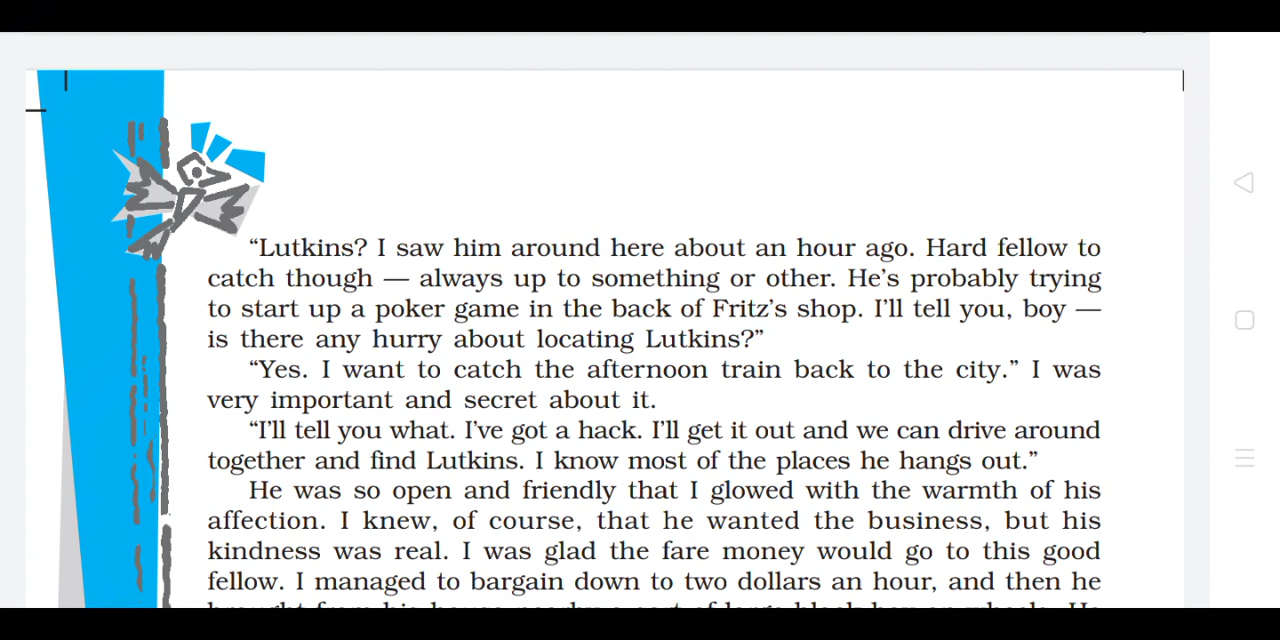 “Lutkins? I saw him around here about an hour ago. Hard fellow to
catch though — always up to something or other. He’s probably trying
to start up a poker game in the back of Fritz’s shop. I’ll tell you, boy —
is there any hurry about locating Lutkins?”
“Yes. I want to catch the afternoon train back to the city.” I was
very important and secret about it.
“I’ll tell you what. I’ve got a hack. I’ll get it out and we can drive around
together and find Lutkins. I know most of the places he hangs out.”
He was so open and friendly that I glowed with the warmth of his
affection. I knew, of course, that he wanted the business, but his
kindness was real. I was glad the fare money would go to this good
fellow. I managed to bargain down to two dollars an hour, and then he